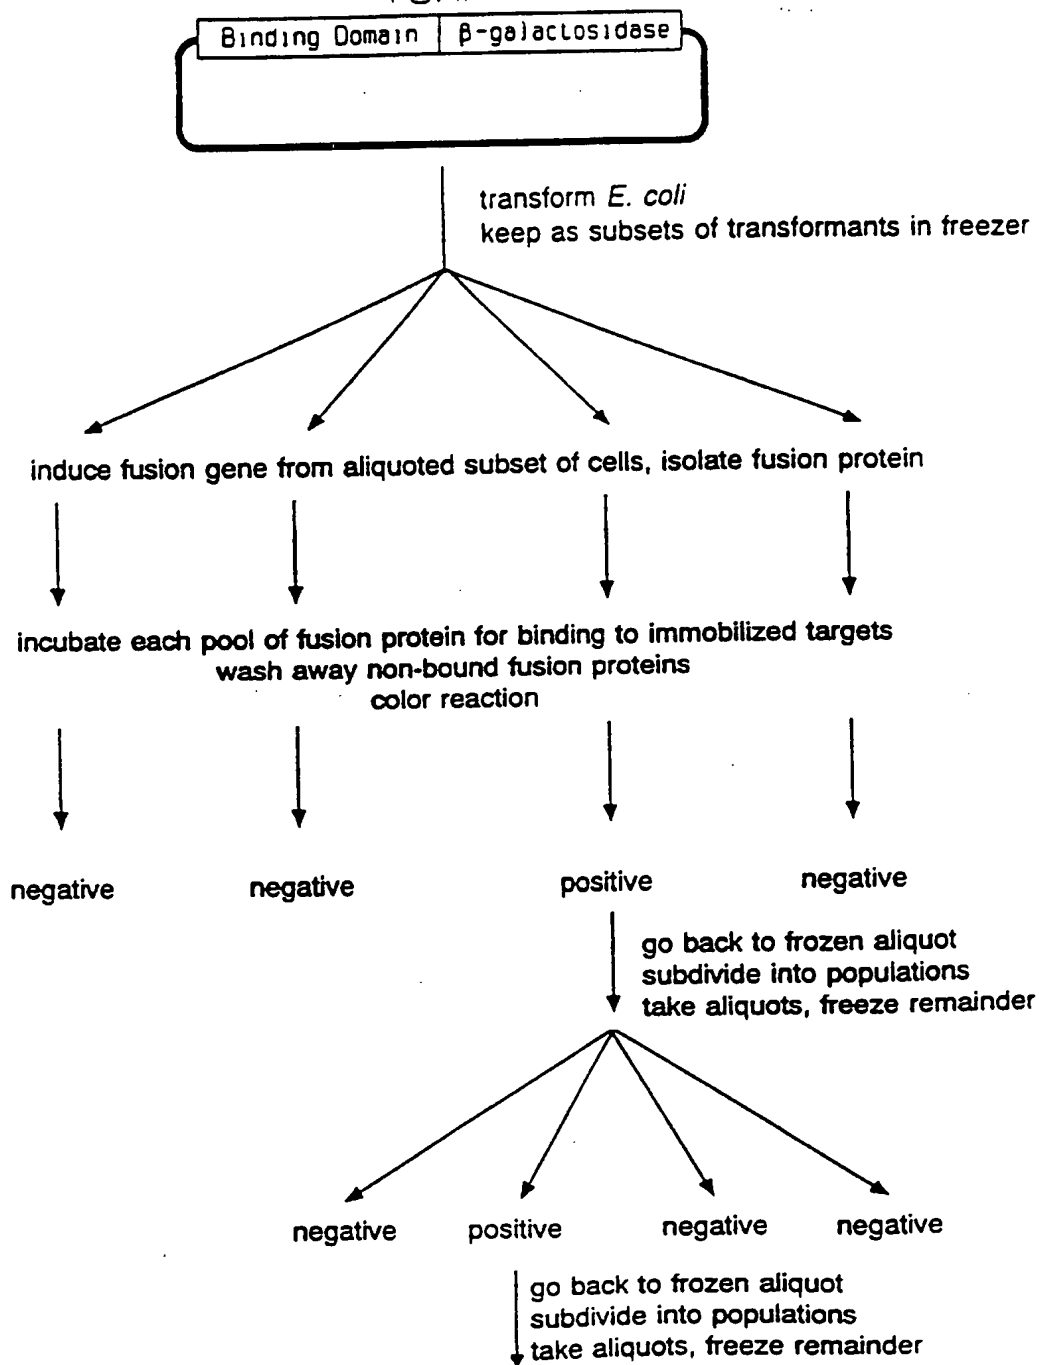 Binding Domain β-galactosidase
transform E. coli
keep as subsets of transformants in freezer
induce fusion gene from aliquoted subset of cells, isolate fusion protein
incubate each pool of fusion protein for binding to immobilized targets
wash away non-bound fusion proteins
color reaction
negative negative positive negative
go back to frozen aliquot
subdivide into populations
take aliquots, freeze remainder
negative positive negative negative
go back to frozen aliquot
subdivide into populations
take aliquots, freeze remainder